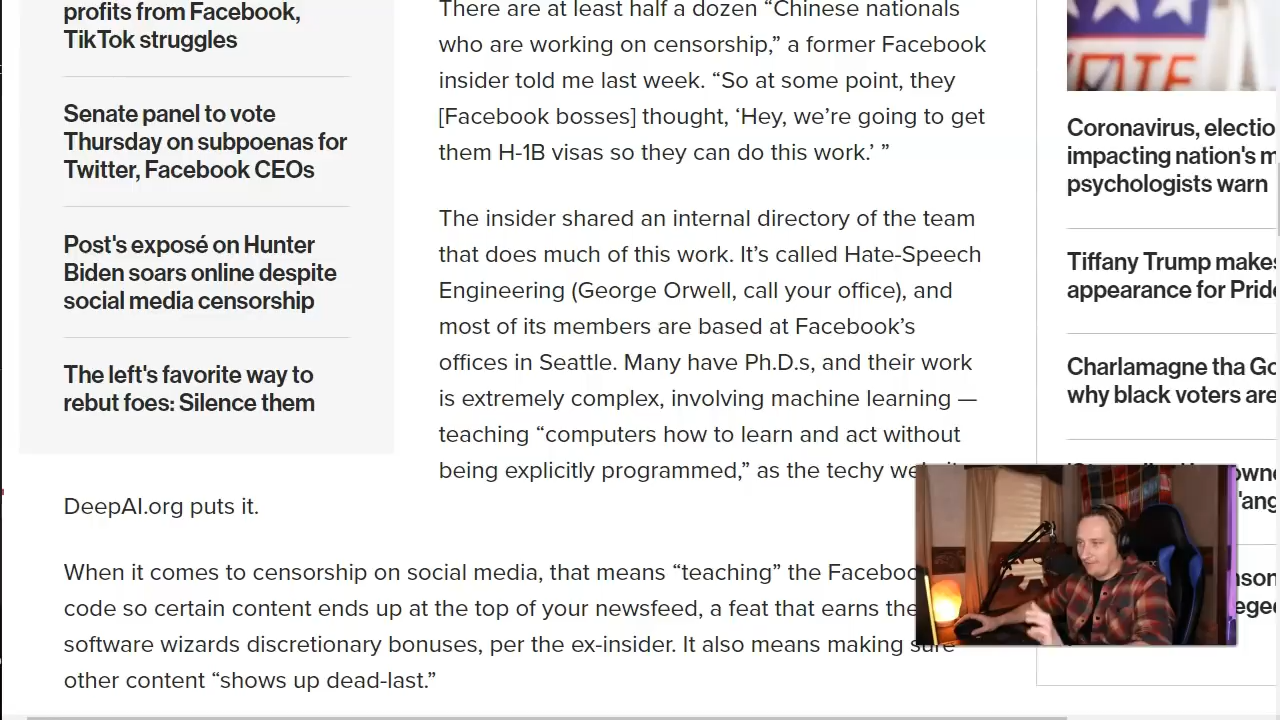 profits from Facebook,
TikTok struggles
Senate panel to vote
Thursday on subpoenas for
Twitter, Facebook CEOs
Post's exposé on Hunter
Biden soars online despite
social media censorship
The left's favorite way to
rebut foes: Silence them
There are at least half a dozen “Chinese nationals
who are working on censorship,” a former Facebook
insider told me last week. “So at some point, they
[Facebook bosses] thought, ‘Hey, we’re going to get
them H-1B visas so they can do this work.’ ”
The insider shared an internal directory of the team
that does much of this work. It’s called Hate-Speech
Engineering (George Orwell, call your office), and
most of its members are based at Facebook’s
offices in Seattle. Many have Ph.D.s, and their work
is extremely complex, involving machine learning —
teaching “computers how to learn and act without
being explicitly programmed,” as the techy
DeepAI.org puts it.
When it comes to censorship on social media, that means “teaching” the
code so certain content ends up at the top of your newsfeed, a feat that earns the
software wizards discretionary bonuses, per the ex-insider. It also means making sure
other content “shows up dead-last.”
VOTE
Coronavirus,
impacting nation's
psychologists warn
Tiffany Trump
appearance for
Charlamagne tha
why black voters are